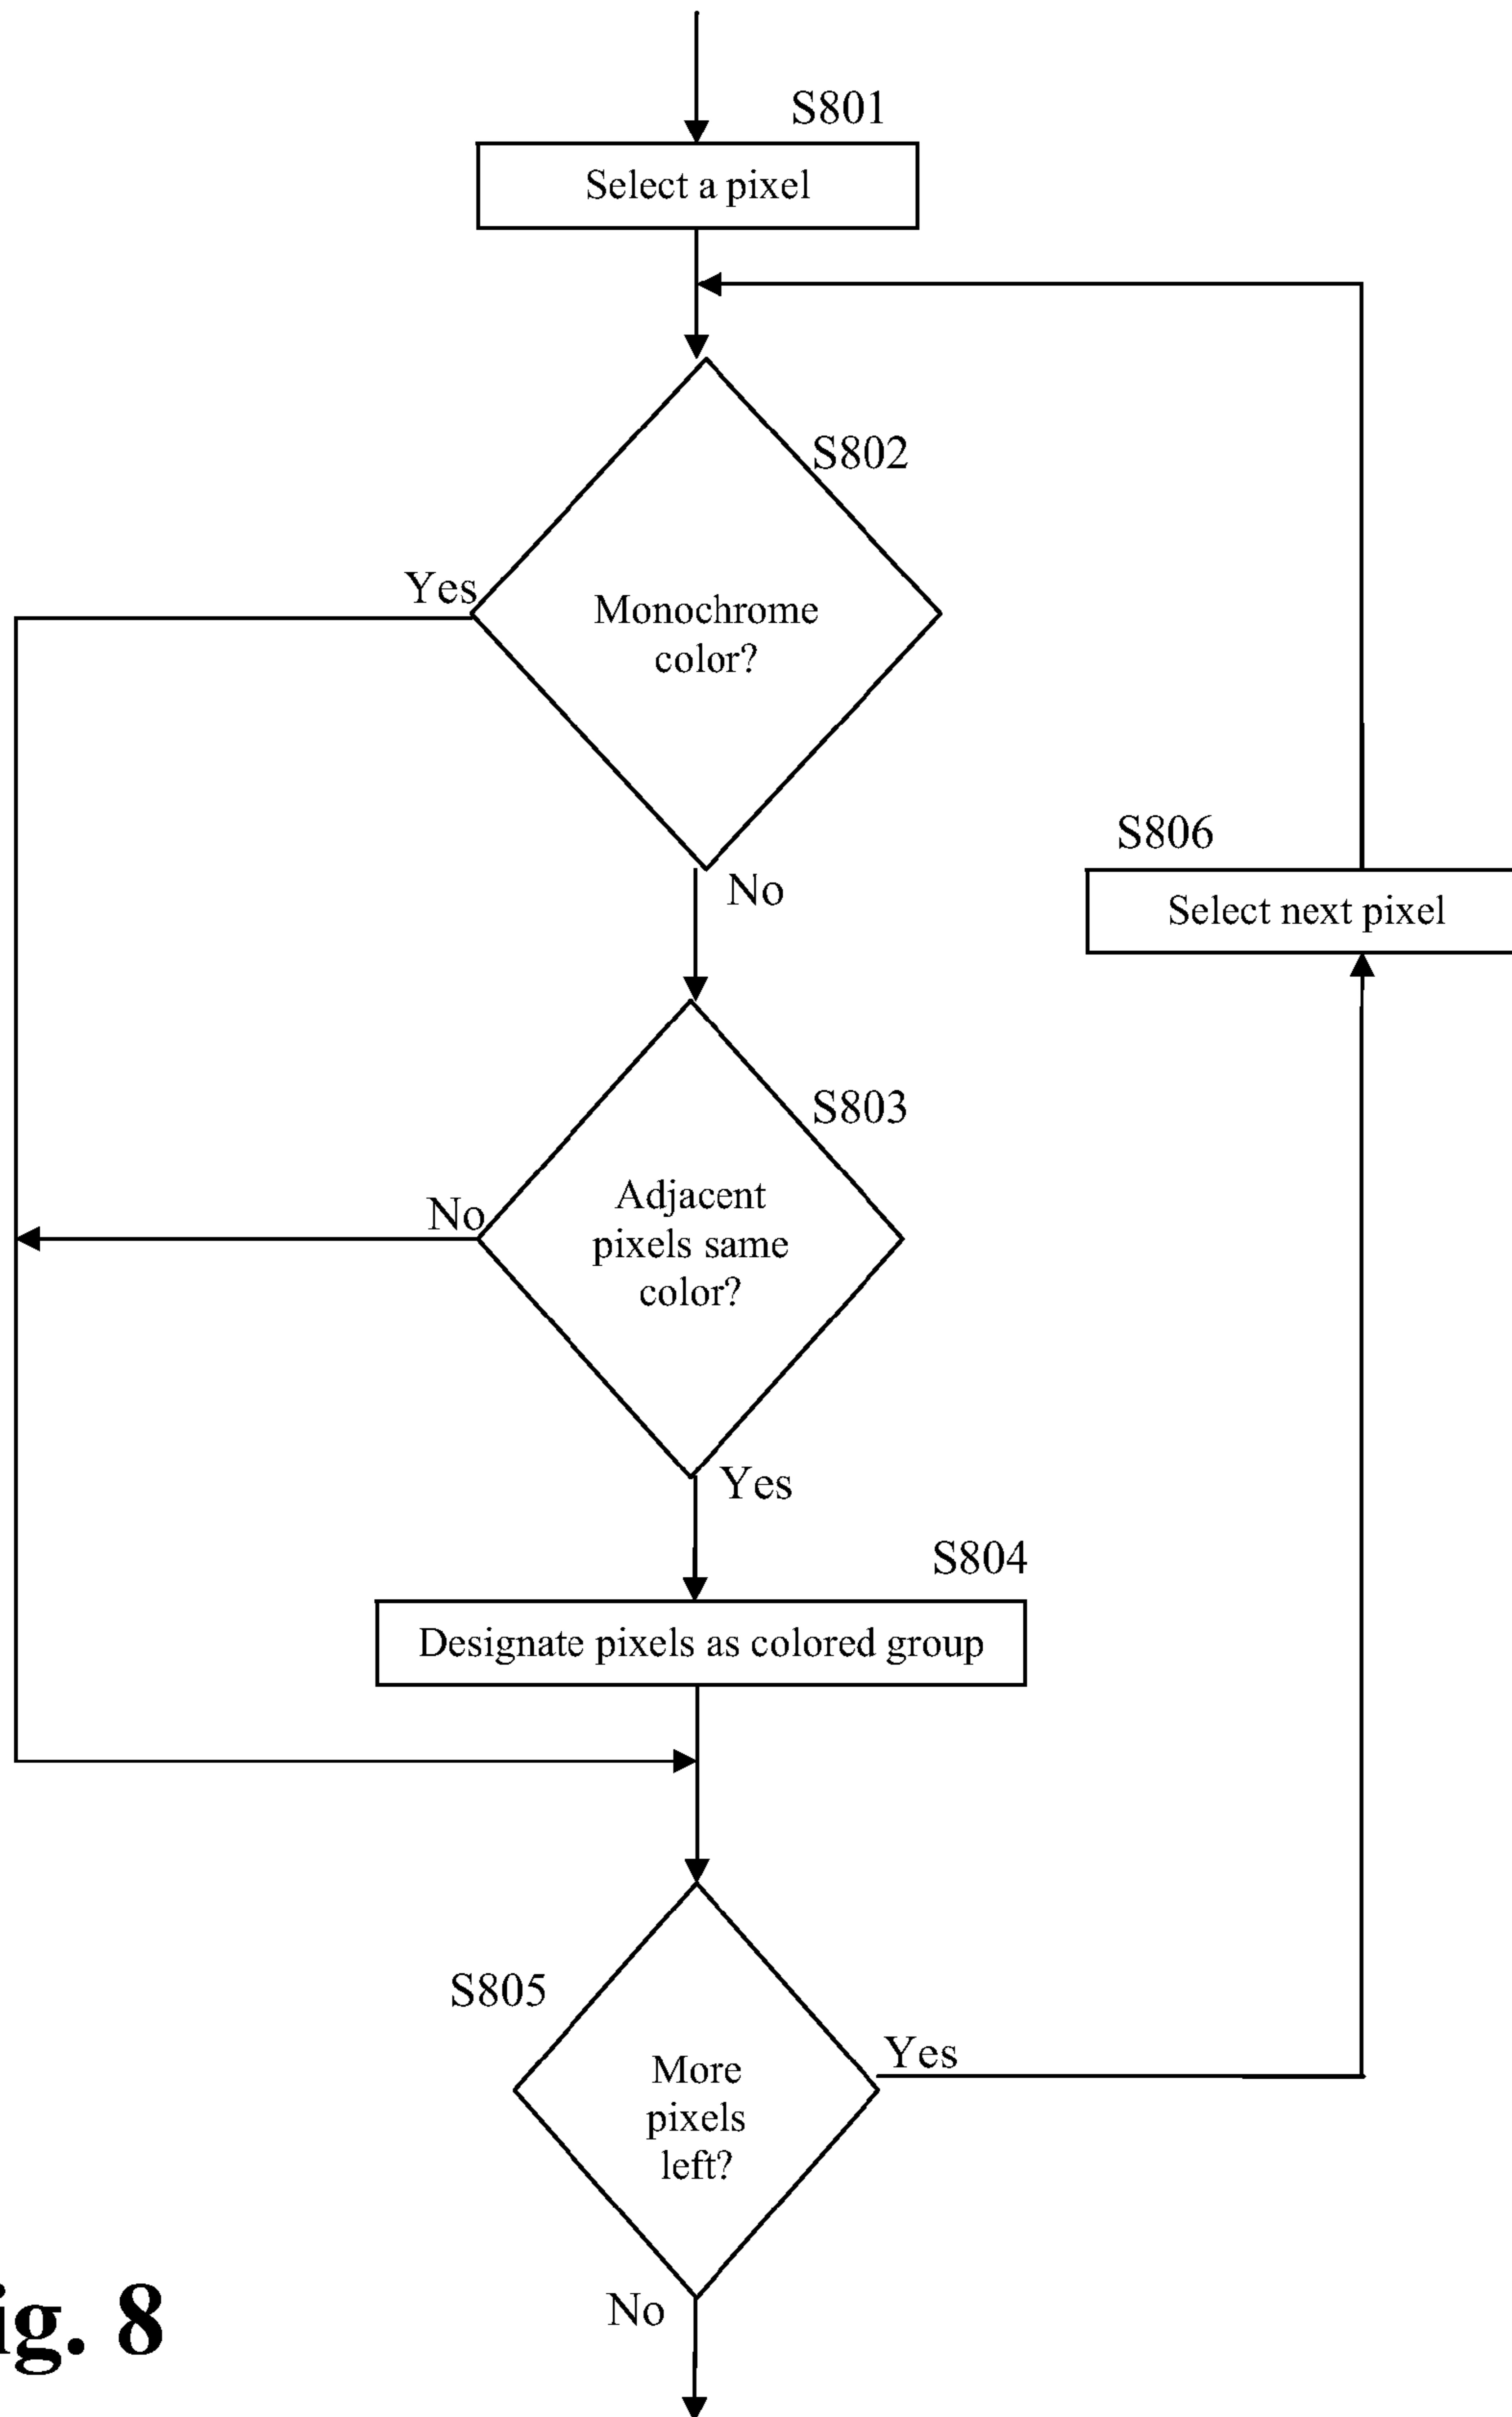 S801
Select a pixel
S802
Yes
Monochrome
color?
No
S806
Select next pixel
S803
No
Adjacent
pixels same
color?
Yes
S804
Designate pixels as colored group
S805
Yes
More
pixels
left?
No
ig. 8